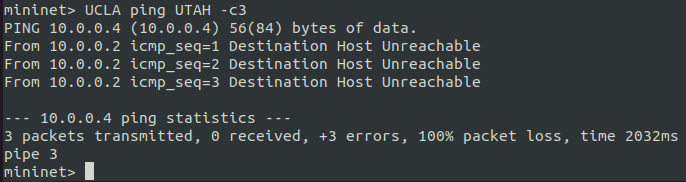 mininet> UCLA ping UTAH -c3
PING 10.0.0.4 (10.0.0.4) 56(84) bytes of data.
From 10.0.0.2 icmp_seq=1 Destination Host Unreachable
From 10.0.0.2 icmp_seq=2 Destination Host Unreachable
From 10.0.0.2 icmp_seq=3 Destination Host Unreachable

--- 10.0.0.4 ping statistics ---
3 packets transmitted, 0 received, +3 errors, 100% packet loss, time 2032ms
pipe 3
mininet>